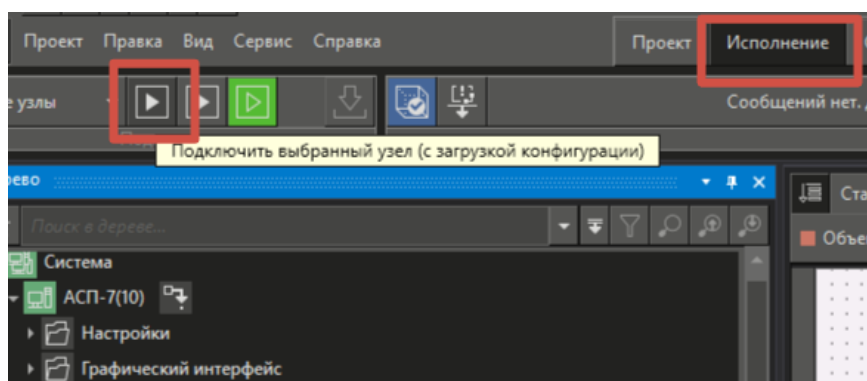 Проект Правка Вид Сервис Справка Проект Исполнение
узлы Сообщений нет.
Подключить выбранный узел (с загрузкой конфигурации)
рево
Поиск в дереве...
Ста
Система
Объе
АСП-7(10)
Настройки
Графический интерфейс